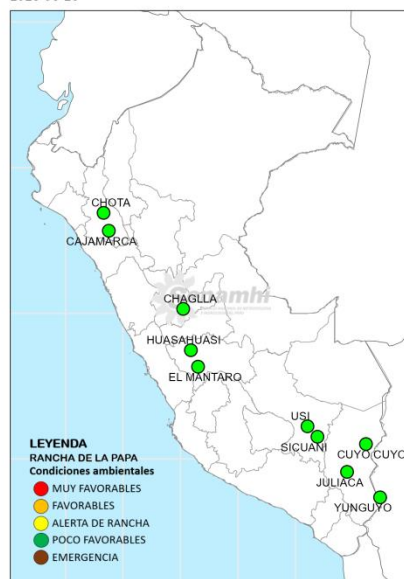 CHOTA
CAJAMARCA
CHAGLLA
Senamhi
HUASAHUASI
EL MANTARO
USI
SICUANI
CUYO CUYO
JULIACA
YUNGUYO
LEYENDA
RANCHA DE LA PAPA
Condiciones ambientales
MUY FAVORABLES
FAVORABLES
ALERTA DE RANCHA
POCO FAVORABLES
EMERGENCIA